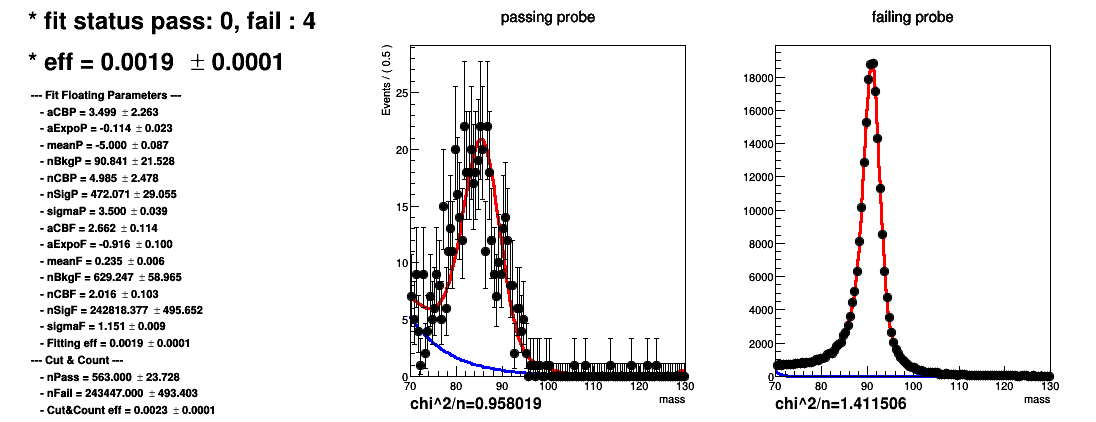 * fit status pass: 0, fail : 4
* eff = 0.0019 ± 0.0001
--- Fit Floating Parameters ---
- aCBP = 3.499 ± 2.263
- aExpoP = -0.114 ± 0.023
- meanP = -5.000 ± 0.087
- nBkgP = 90.841 ± 21.528
- nCBP = 4.985 ± 2.478
- nSigP = 472.071 ± 29.055
- sigmaP = 3.500 ± 0.039
- aCBF = 2.662 ± 0.114
- aExpoF = -0.916 ± 0.100
- meanF = 0.235 ± 0.006
- nBkgF = 629.247 ± 58.965
- nCBF = 2.016 ± 0.103
- nSigF = 242818.377 ± 495.652
- sigmaF = 1.151 ± 0.009
- Fitting eff = 0.0019 ± 0.0001
--- Cut & Count ---
- nPass = 563.000 ± 23.728
- nFail = 243447.000 ± 493.403
- Cut&Count eff = 0.0023 ± 0.0001
passing probe
Events / ( 0.5 )
25
20
15
10
5
0
70 80 90 100 110 120 130
mass
chi^2/n=0.958019
failing probe
18000
16000
14000
12000
10000
8000
6000
4000
2000
0
70 80 90 100 110 120 130
mass
chi^2/n=1.411506